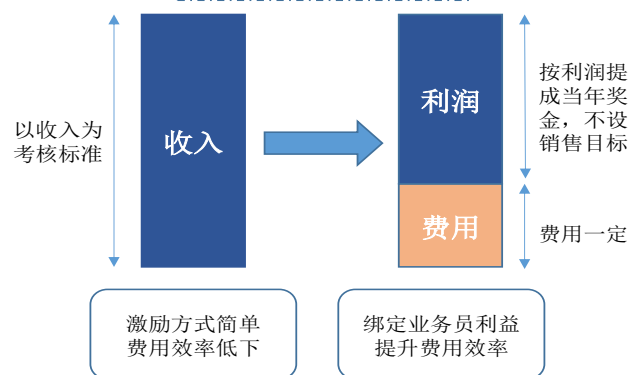 以收入为
考核标准
收入
利润
费用
按利润提
成当年奖
金，不设
销售目标
费用一定
激励方式简单
费用效率低下
绑定业务员利益
提升费用效率